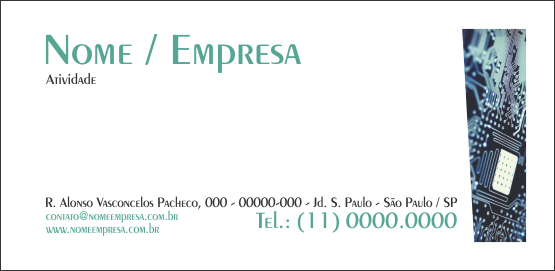 Nome / Empresa
Atividade
R. Alonso Vasconcelos Pacheco, 000 - 00000-000 - Jd. S. Paulo - São Paulo / SP
contato@nomeempresa.com.br
Tel.: (11) 0000.0000
www.nomeempresa.com.br